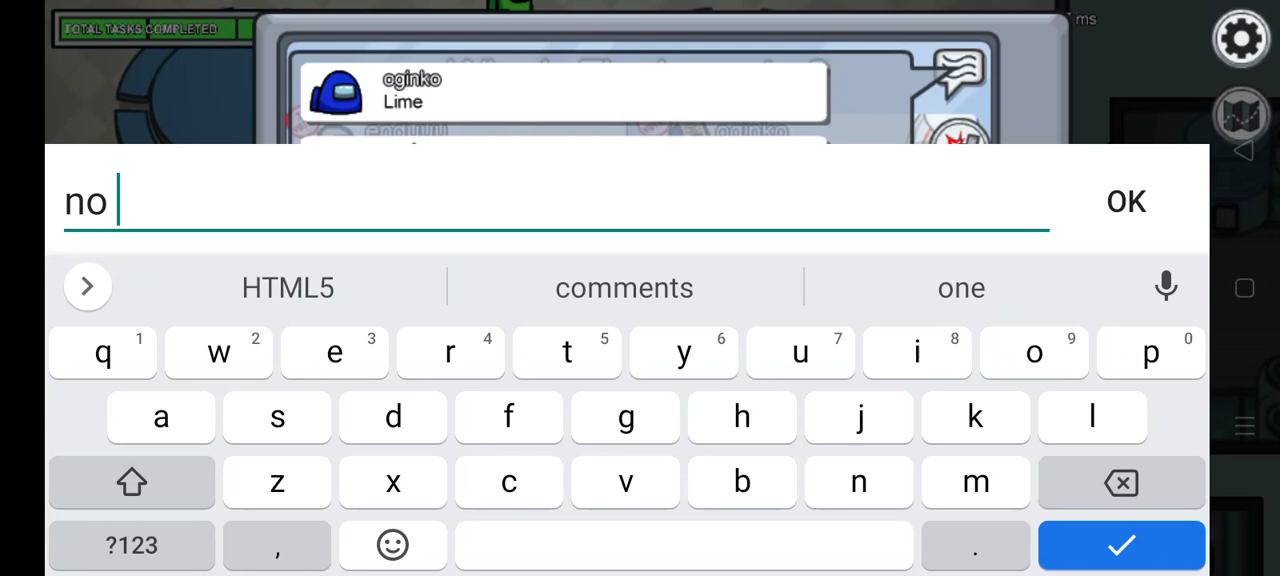 TOTAL TASKS COMPLETED
ms
oginko
Lime
oginko
no
OK
HTML5 comments one
q 1 w 2 e 3 r 4 t 5 y 6 u 7 i 8 o 9 p 0
a s d f g h j k l
z x c v b n m
?123 , .